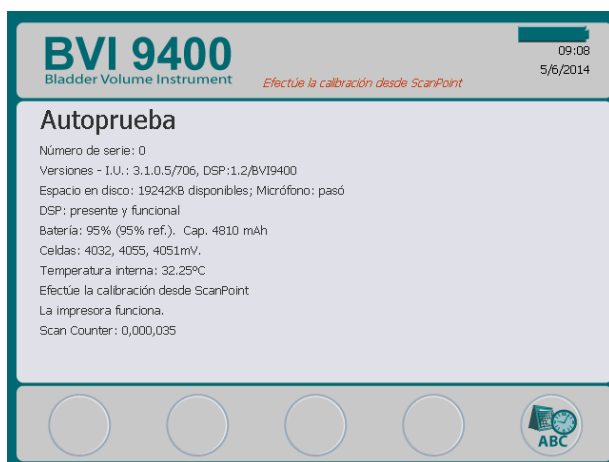 BVI 9400
Bladder Volume Instrument
Efectúe la calibración desde ScanPoint
09:08
5/6/2014
Autoprueba
Número de serie: 0
Versiones - I.U.: 3.1.0.5/706, DSP:1.2/BVI9400
Espacio en disco: 19242KB disponibles; Micrófono: pasó
DSP: presente y funcional
Batería: 95% (95% ref.).  Cap. 4810 mAh
Celdas: 4032, 4055, 4051mV.
Temperatura interna: 32.25ºC
Efectúe la calibración desde ScanPoint
La impresora funciona.
Scan Counter: 0,000,035
ABC